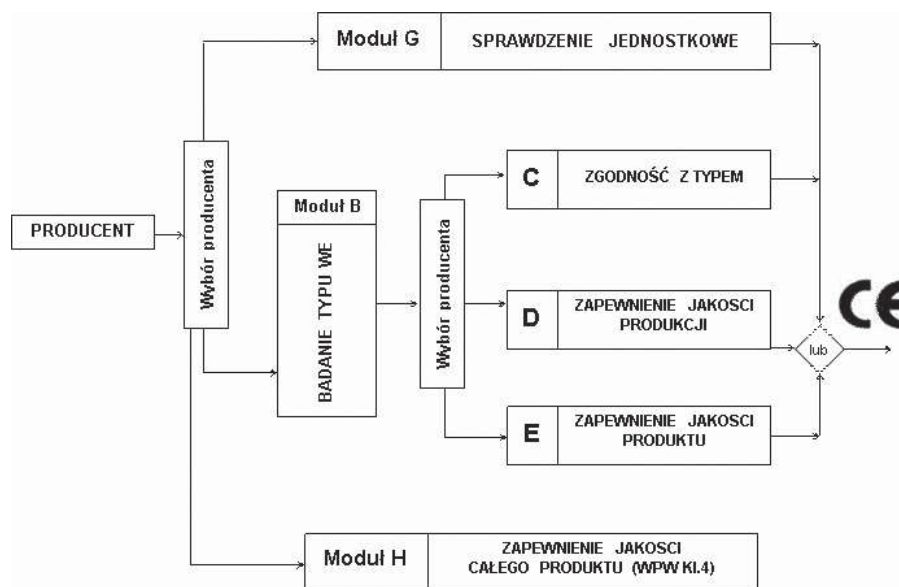 Moduł G
SPRAWDZENIE JEDNOSTKOWE
PRODUCENT
Wybór producenta
Moduł B
BADANIE TYPU WE
Wybór producenta
C
ZGODNOŚĆ Z TYPEM
D
ZAPEWNIENIE JAKOSCI
PRODUKCJI
E
ZAPEWNIENIE JAKOSCI
PRODUKTU
lub
CE
Moduł H
ZAPEWNIENIE JAKOSCI
CAŁEGO PRODUKTU (WPW Kl.4)